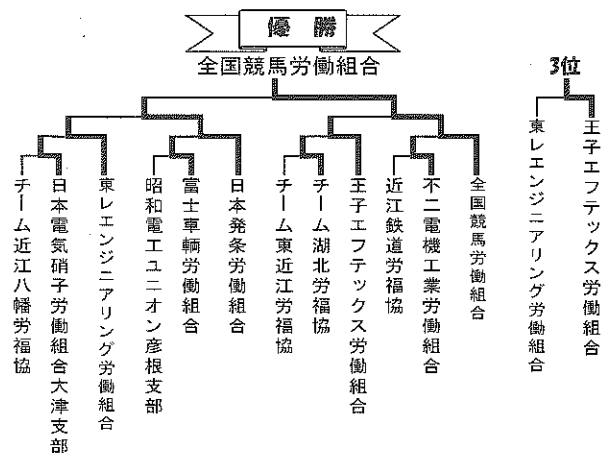 優勝
全国競馬労働組合
3位
チーム近江八幡労福協
日本電気硝子労働組合大津支部
東レエンジニアリング労働組合
昭和電工ユニオン彦根支部
富士車輌労働組合
日本発条労働組合
チーム東近江労福協
チーム湖北労福協
王子エフテックス労働組合
近江鉄道労福協
不二電機工業労働組合
全国競馬労働組合
東レエンジニアリング労働組合
王子エフテックス労働組合